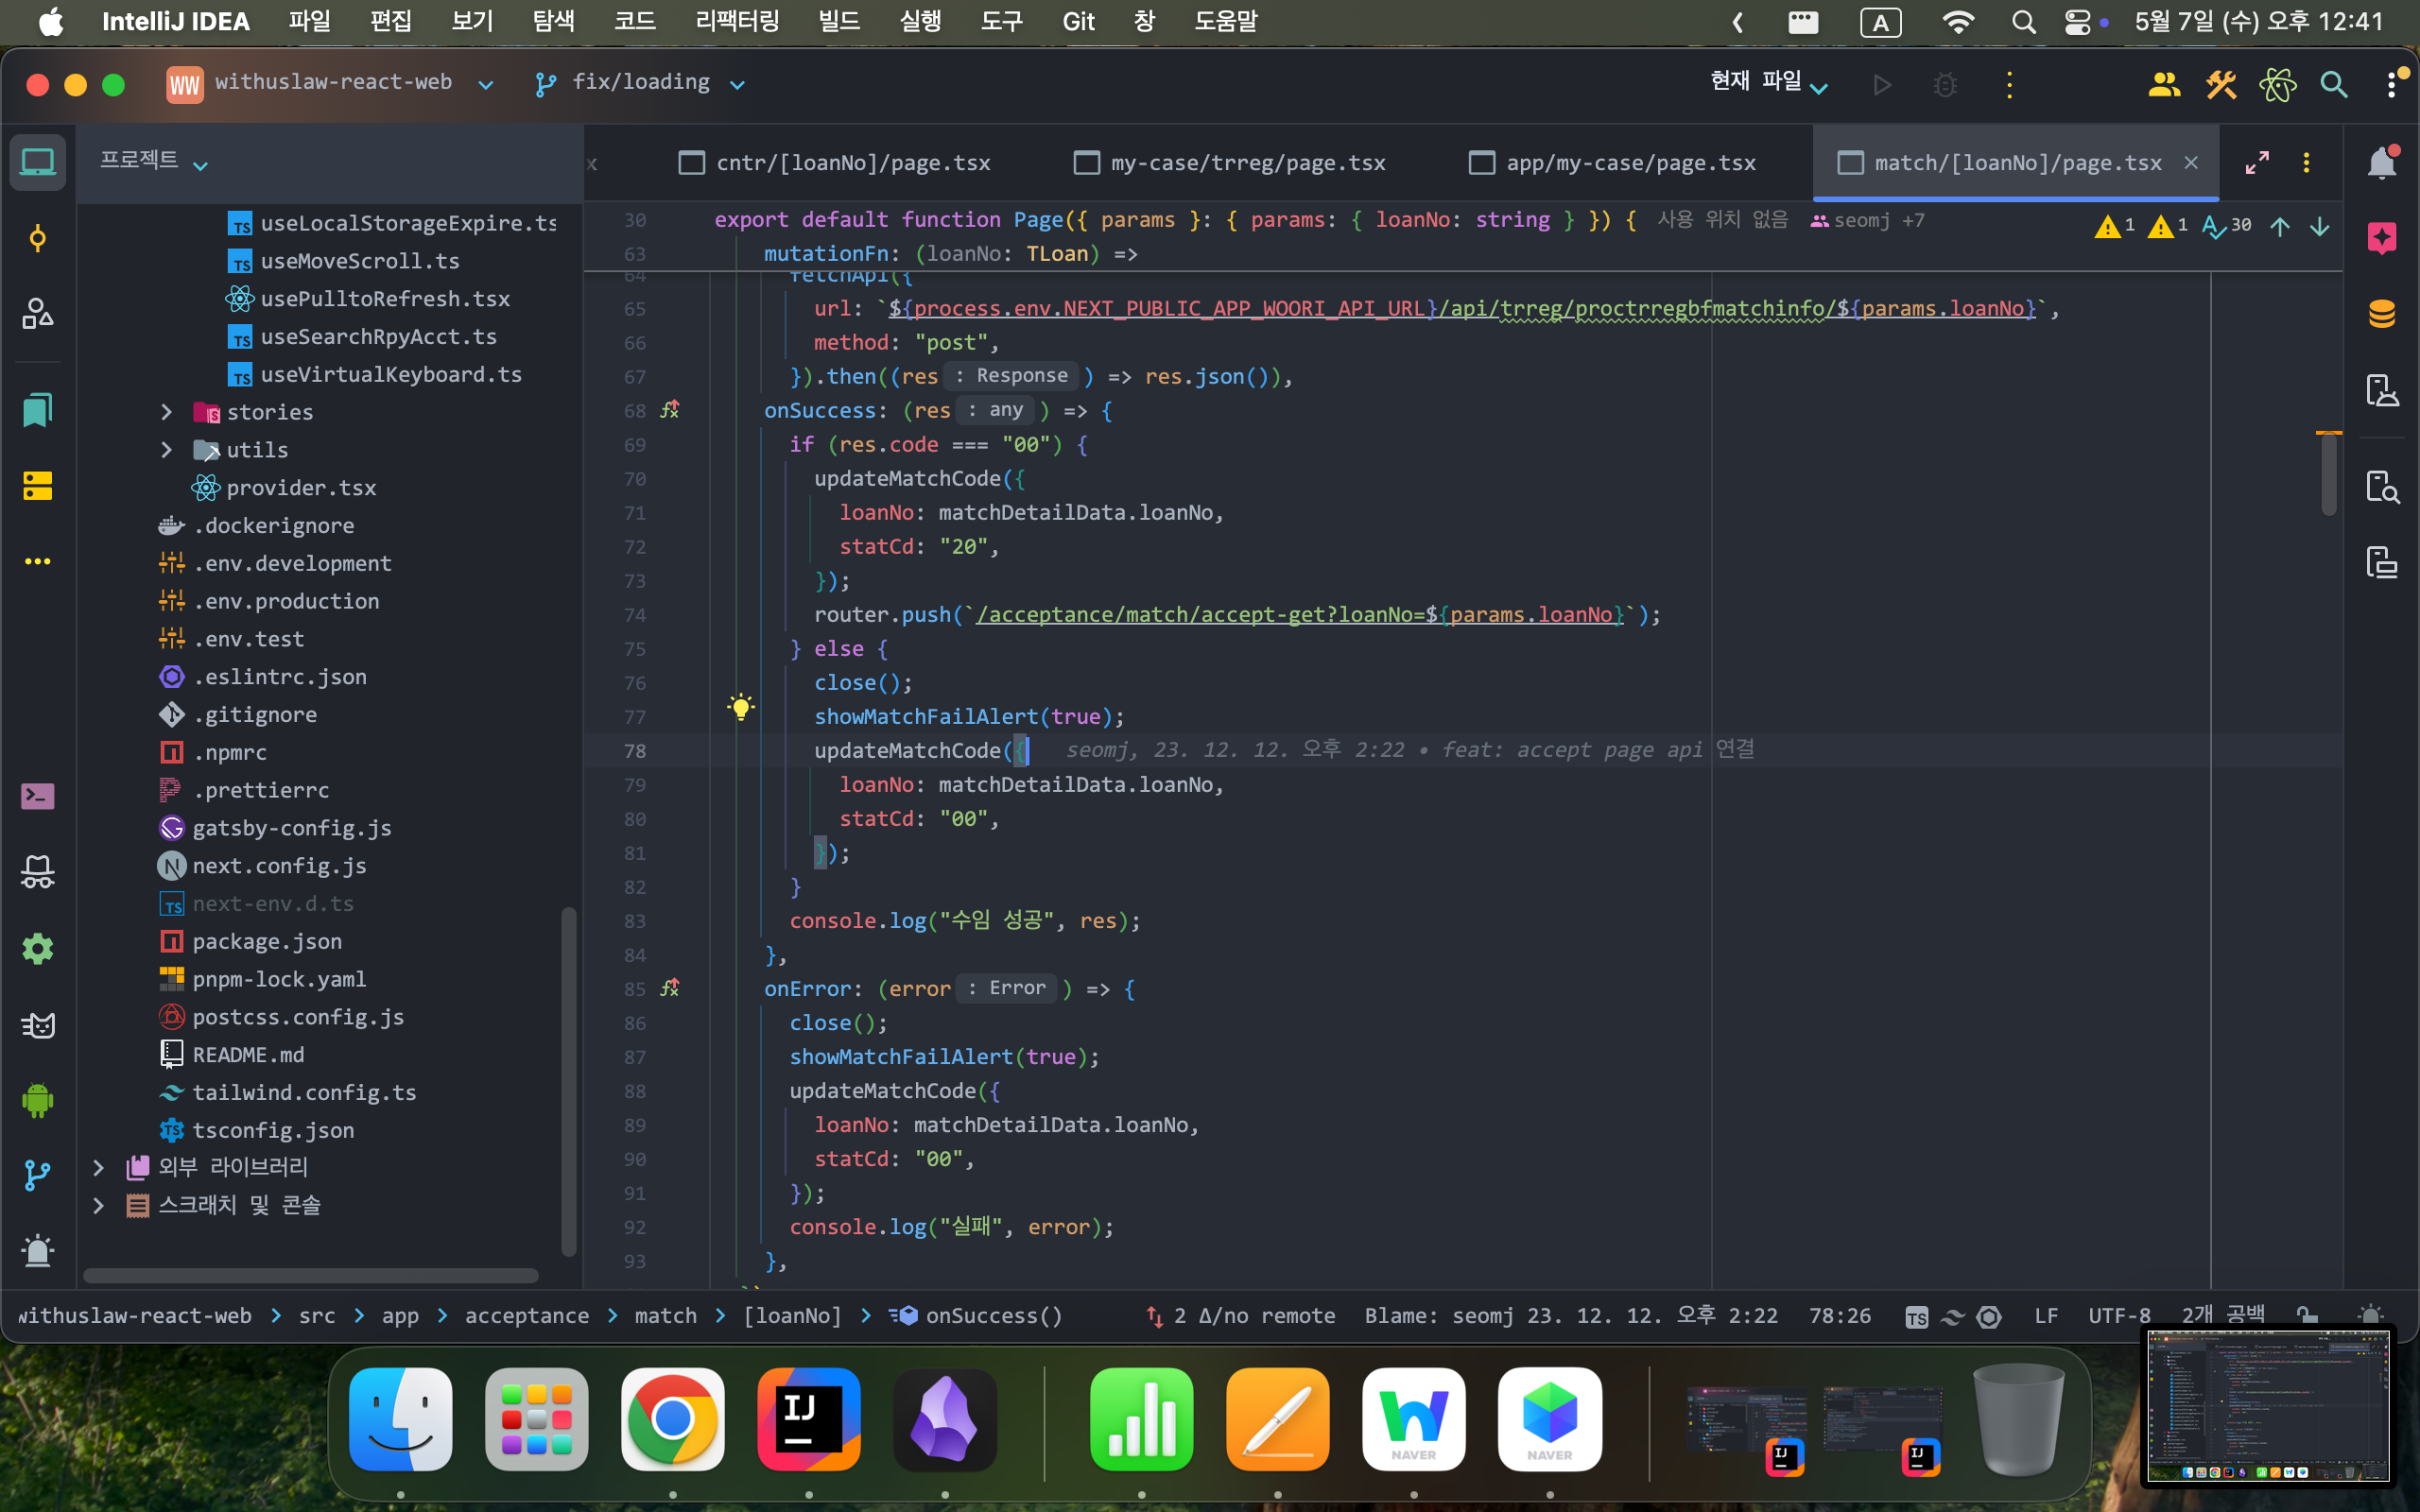 IntelliJ IDEA 파일 편집 보기 탐색 코드 리팩터링 빌드 실행 도구 Git 창 도움말 A 5월 7일 (수) 오후 12:41
WW withuslaw-react-web fix/loading 현재 파일
프로젝트
x cntr/[loanNo]/page.tsx my-case/trreg/page.tsx app/my-case/page.tsx match/[loanNo]/page.tsx ×
useLocalStorageExpire.ts
useMoveScroll.ts
usePulltoRefresh.tsx
useSearchRpyAcct.ts
useVirtualKeyboard.ts
stories
utils
provider.tsx
.dockerignore
.env.development
.env.production
.env.test
.eslintrc.json
.gitignore
.npmrc
.prettierrc
gatsby-config.js
next.config.js
next-env.d.ts
package.json
pnpm-lock.yaml
postcss.config.js
README.md
tailwind.config.ts
tsconfig.json
외부 라이브러리
스크래치 및 콘솔
30 export default function Page({ params }: { params: { loanNo: string } }) { 사용 위치 없음 seomj +7
1 1 30
63 mutationFn: (loanNo: TLoan) =>
64 fetchApi({
65 url: `${process.env.NEXT_PUBLIC_APP_WOORI_API_URL}/api/trreg/proctrregbfmatchinfo/${params.loanNo}`,
66 method: "post",
67 }).then((res : Response ) => res.json()),
68 onSuccess: (res : any ) => {
69 if (res.code === "00") {
70 updateMatchCode({
71 loanNo: matchDetailData.loanNo,
72 statCd: "20",
73 });
74 router.push(`/acceptance/match/accept-get?loanNo=${params.loanNo}`);
75 } else {
76 close();
77 showMatchFailAlert(true);
78 updateMatchCode({ seomj, 23. 12. 12. 오후 2:22 • feat: accept page api 연결
79 loanNo: matchDetailData.loanNo,
80 statCd: "00",
81 });
82 }
83 console.log("수임 성공", res);
84 },
85 onError: (error : Error ) => {
86 close();
87 showMatchFailAlert(true);
88 updateMatchCode({
89 loanNo: matchDetailData.loanNo,
90 statCd: "00",
91 });
92 console.log("실패", error);
93 },
withuslaw-react-web > src > app > acceptance > match > [loanNo] > onSuccess() 2 Δ/no remote Blame: seomj 23. 12. 12. 오후 2:22 78:26 TS LF UTF-8 2개 공백
IJ NAVER NAVER IJ IJ